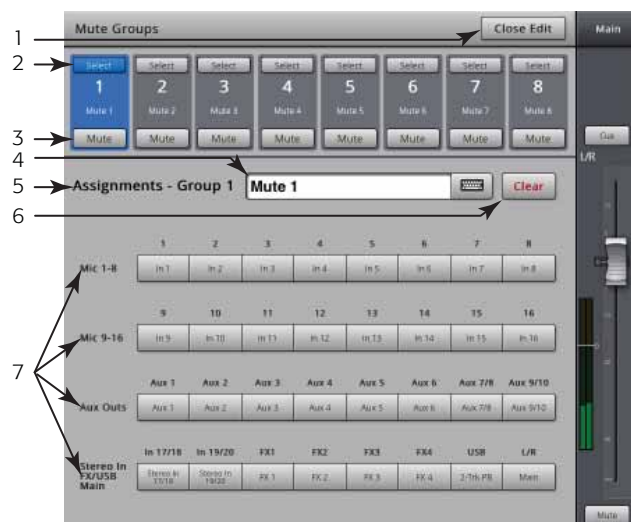 Mute Groups
Close Edit
Main
1
2
Select Select Select Select Select Select Select Select
1 2 3 4 5 6 7 8
Mute 1 Mute 2 Mute 3 Mute 4 Mute 5 Mute 6 Mute 7 Mute 8
3
Mute Mute Mute Mute Mute Mute Mute Mute
Cue
L/R
4
5
Assignments - Group 1
Mute 1
Clear
6
1 2 3 4 5 6 7 8
Mic 1-8
In 1 In 2 In 3 In 4 In 5 In 6 In 7 In 8
9 10 11 12 13 14 15 16
Mic 9-16
In 9 In 10 In 11 In 12 In 13 In 14 In 15 In 16
7
Aux 1 Aux 2 Aux 3 Aux 4 Aux 5 Aux 6 Aux 7/8 Aux 9/10
Aux Outs
Aux 1 Aux 2 Aux 3 Aux 4 Aux 5 Aux 6 Aux 7/8 Aux 9/10
In 17/18 In 19/20 FX1 FX2 FX3 FX4 USB L/R
Stereo In
FX/USB
Main
Stereo In
17/18
Stereo In
19/20
FX 1 FX 2 FX 3 FX 4 2-Trk PB Main
Mute